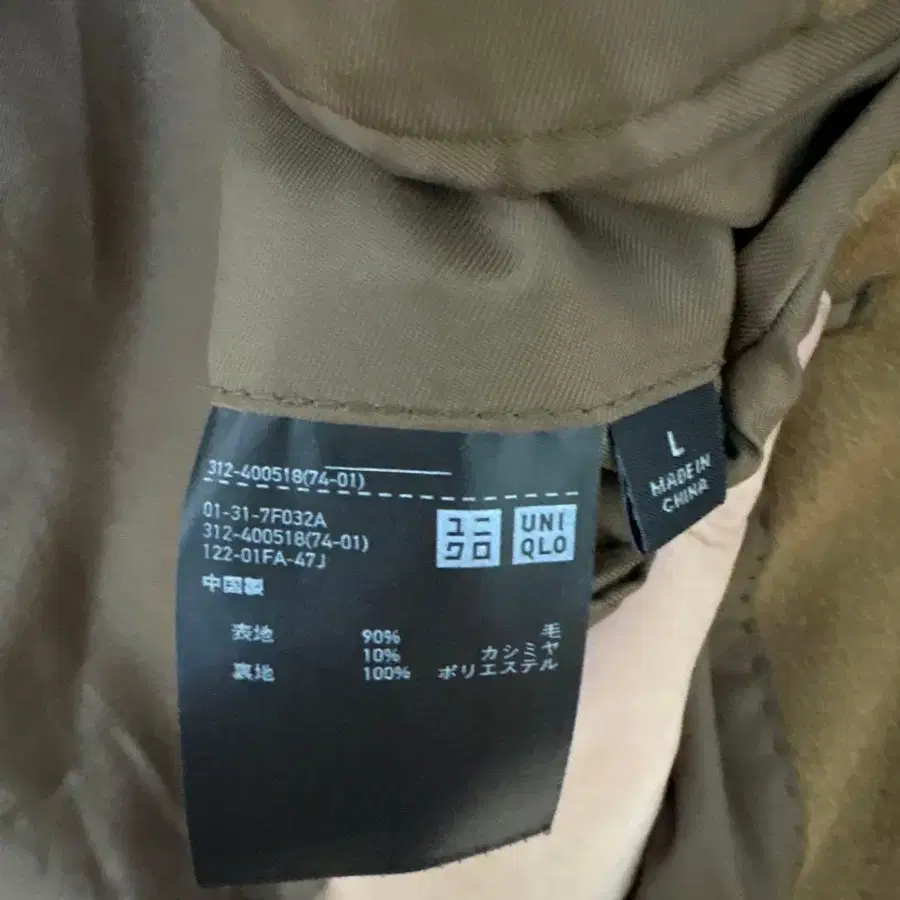 312-400518(74-01)
01-31-7F032A
312-400518(74-01)
122-01FA-47J
中国製
ユニ
クロ
UNI
QLO
表地 90% 毛
10% カシミヤ
裏地 100% ポリエステル
L
MADE IN
CHINA